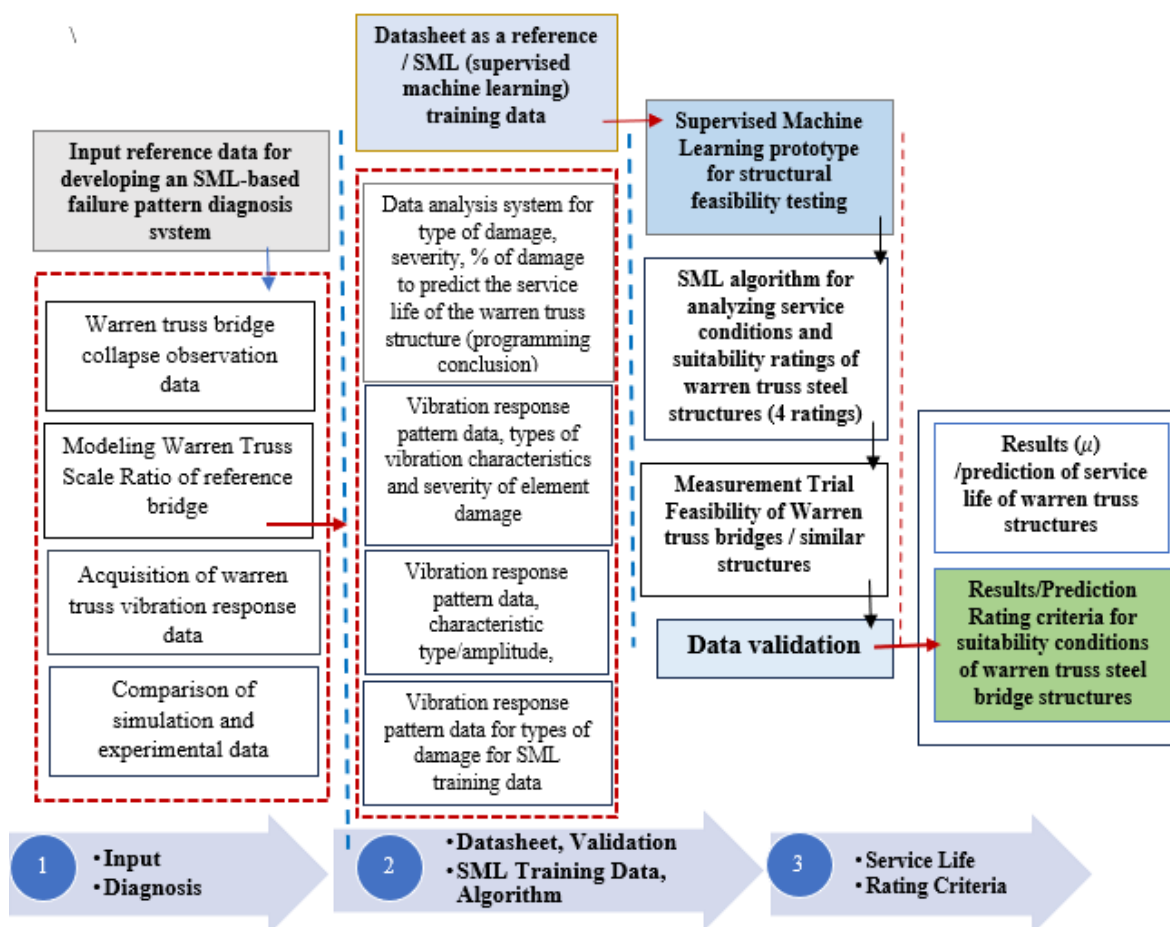 \
Input reference data for
developing an SML-based
failure pattern diagnosis
system
Warren truss bridge
collapse observation
data
Modeling Warren Truss
Scale Ratio of reference
bridge
Acquisition of warren
truss vibration response
data
Comparison of
simulation and
experimental data
Datasheet as a reference
/ SML (supervised
machine learning)
training data
Data analysis system for
type of damage,
severity, % of damage
to predict the service
life of the warren truss
structure (programming
conclusion)
Vibration response
pattern data, types of
vibration characteristics
and severity of element
damage
Vibration response
pattern data,
characteristic
type/amplitude,
Vibration response
pattern data for types of
damage for SML
training data
Supervised Machine
Learning prototype
for structural
feasibility testing
SML algorithm for
analyzing service
conditions and
suitability ratings of
warren truss steel
structures (4 ratings)
Measurement Trial
Feasibility of Warren
truss bridges / similar
structures
Data validation
Results (μ)
/prediction of service
life of warren truss
structures
Results/Prediction
Rating criteria for
suitability conditions
of warren truss steel
bridge structures
1
• Input
• Diagnosis
2
• Datasheet, Validation
• SML Training Data,
Algorithm
3
• Service Life
• Rating Criteria